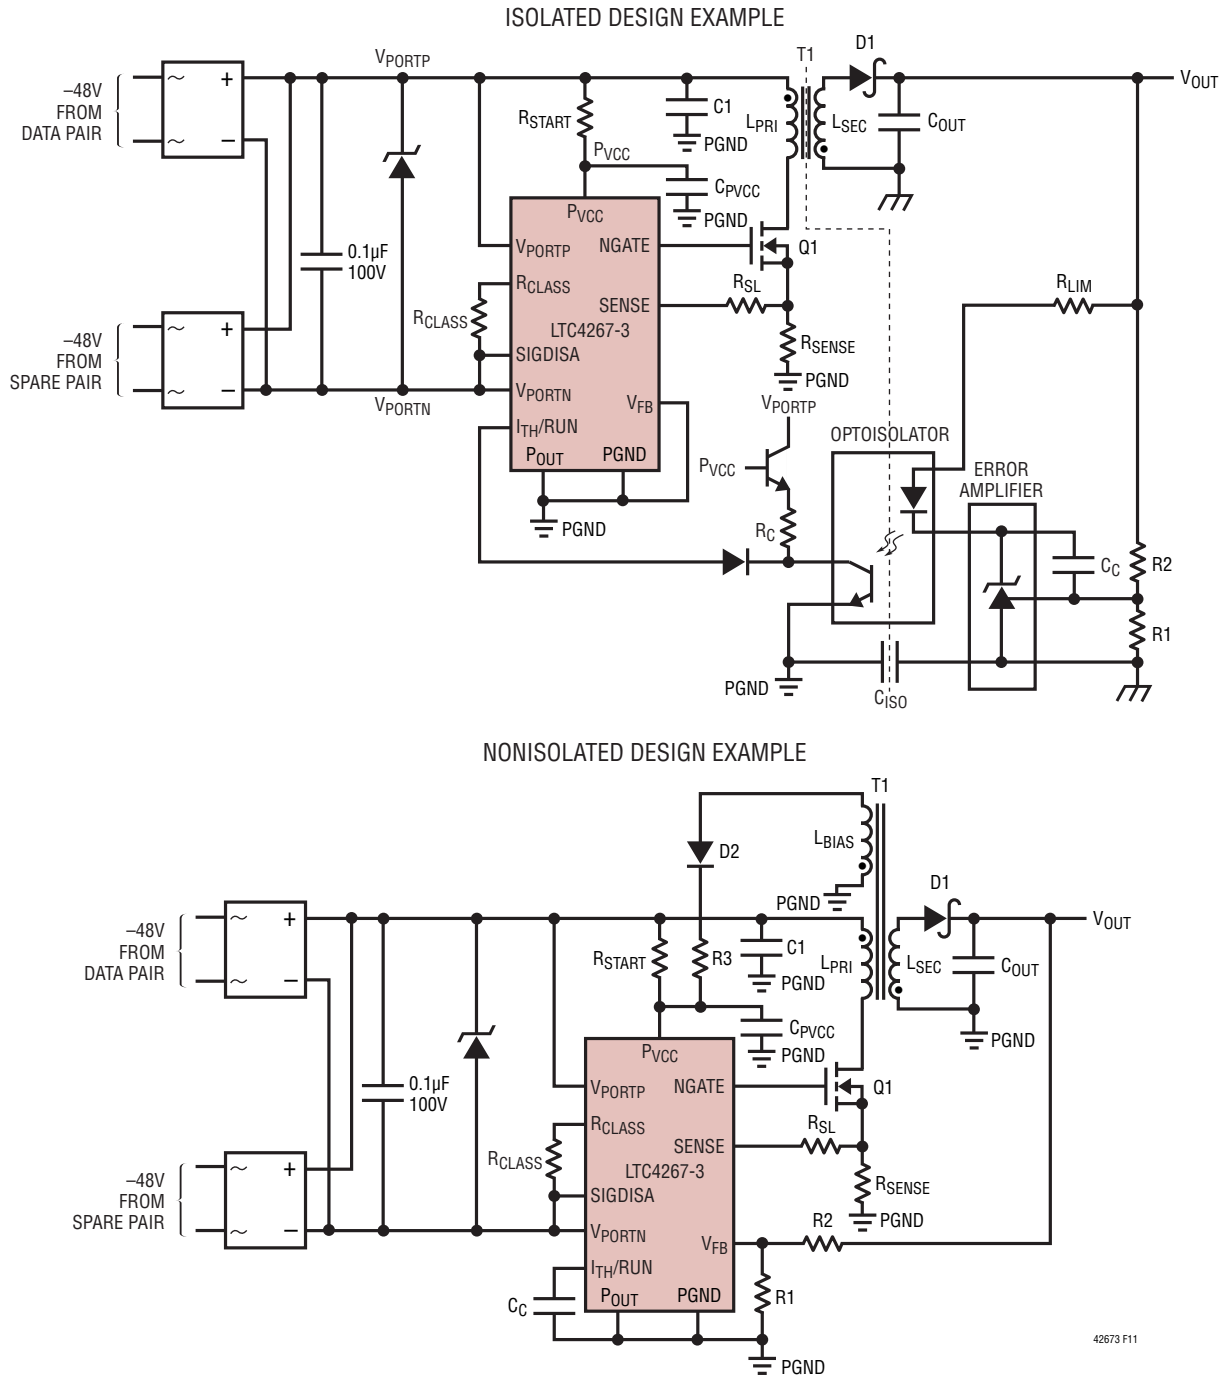 ISOLATED DESIGN EXAMPLE
–48V
FROM
DATA PAIR
~
~
+
–
VPORTP
RSTART
PVCC
C1
PGND
CPVCC
PGND
T1
LPRI
LSEC
D1
COUT
VOUT
0.1µF
100V
–48V
FROM
SPARE PAIR
~
~
+
–
VPORTN
RCLASS
PVCC
VPORTP
NGATE
RCLASS
SENSE
LTC4267-3
SIGDISA
VPORTN
VFB
ITH/RUN
POUT
PGND
PGND
Q1
RSL
RSENSE
PGND
RLIM
VPORTP
PVCC
RC
OPTOISOLATOR
ERROR
AMPLIFIER
CC
R2
R1
PGND
CISO
NONISOLATED DESIGN EXAMPLE
T1
LBIAS
D2
PGND
–48V
FROM
DATA PAIR
~
~
+
–
RSTART
R3
C1
PGND
CPVCC
PGND
LPRI
LSEC
D1
COUT
VOUT
PGND
0.1µF
100V
–48V
FROM
SPARE PAIR
~
~
+
–
RCLASS
PVCC
VPORTP
NGATE
RCLASS
SENSE
LTC4267-3
SIGDISA
VPORTN
VFB
ITH/RUN
POUT
PGND
Q1
RSL
RSENSE
PGND
R2
CC
R1
PGND
42673 F11